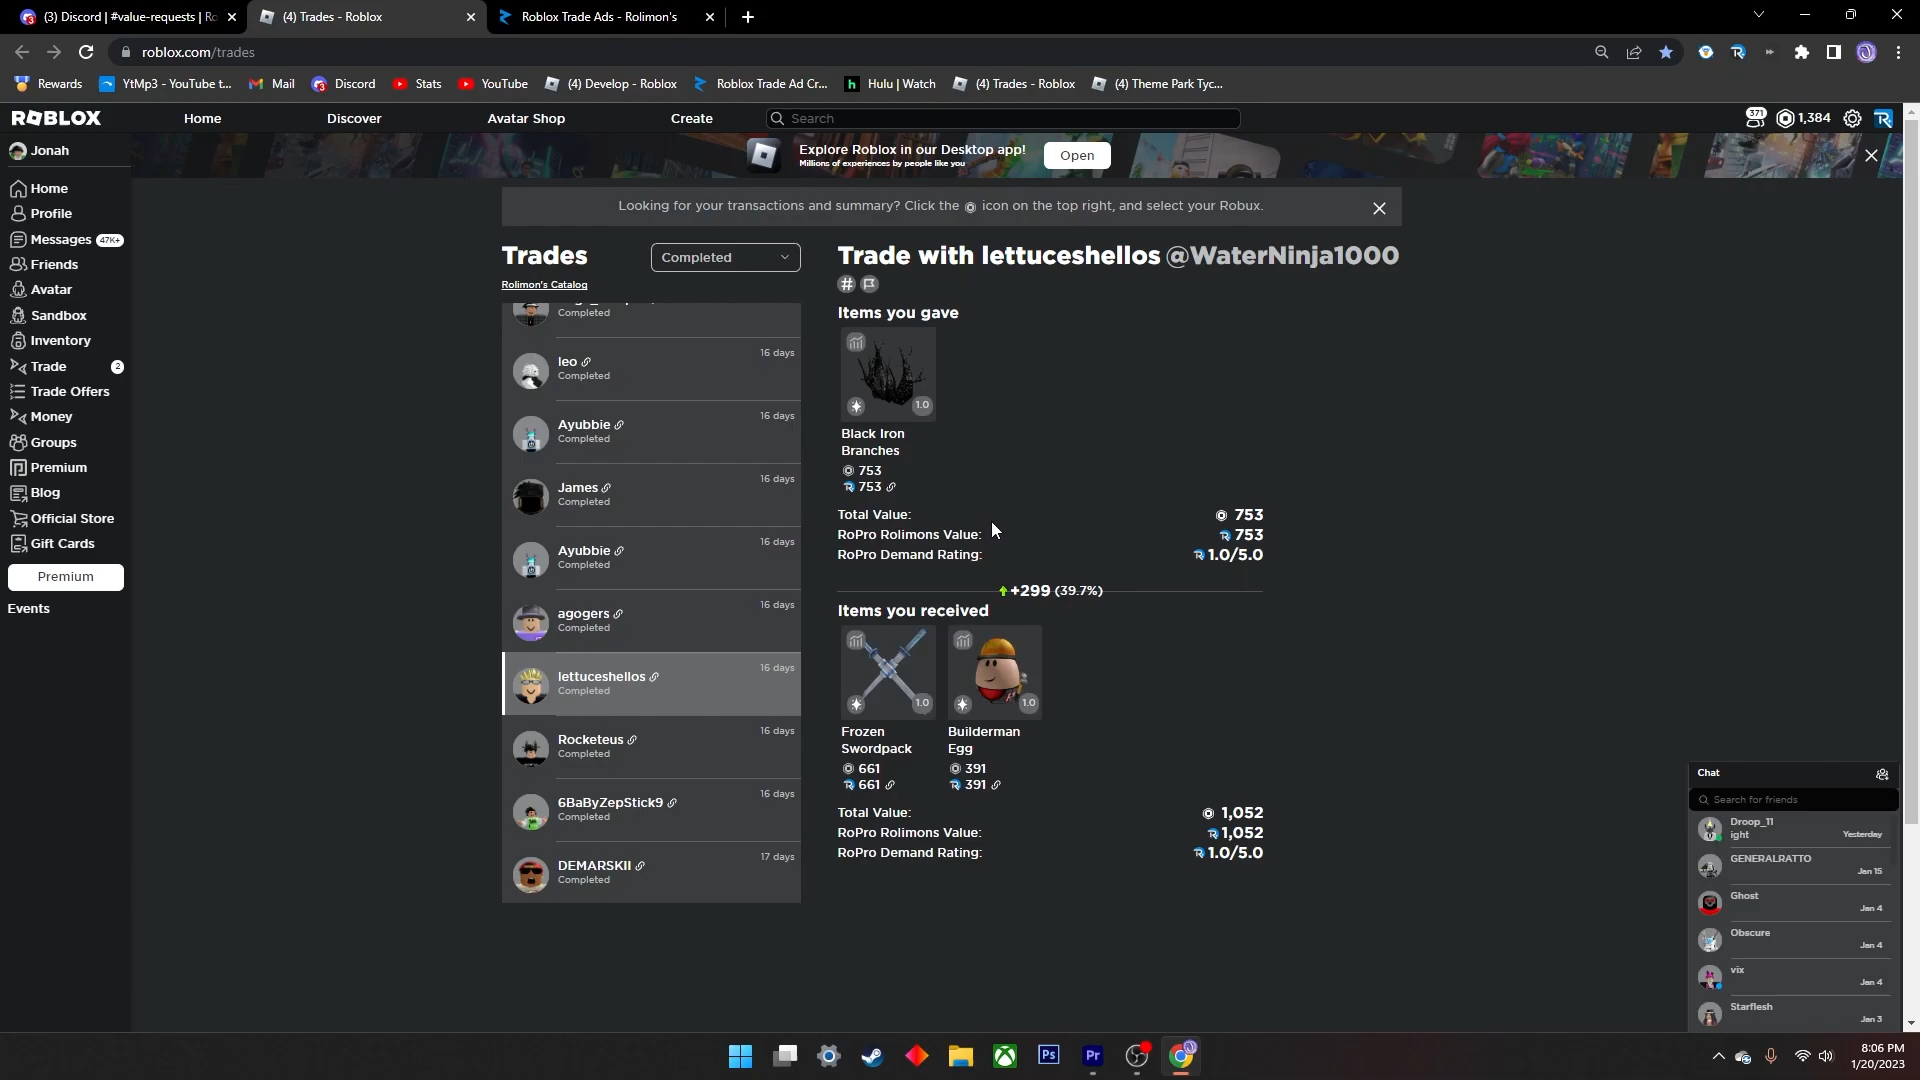 (3) Discord | #value-requests | Ro
(4) Trades - Roblox
Roblox Trade Ads - Rolimon's
roblox.com/trades
Rewards
YtMp3 - YouTube t...
Mail
Discord
Stats
YouTube
(4) Develop - Roblox
Roblox Trade Ad Cr...
Hulu | Watch
(4) Trades - Roblox
(4) Theme Park Tyc...
ROBLOX
Home
Discover
Avatar Shop
Create
Search
371
1,384
Jonah
Explore Roblox in our Desktop app!
Millions of experiences by people like you
Open
Home
Profile
Messages 47K+
Friends
Avatar
Sandbox
Inventory
Trade 2
Trade Offers
Money
Groups
Premium
Blog
Official Store
Gift Cards
Premium
Events
Looking for your transactions and summary? Click the icon on the top right, and select your Robux.
Trades
Completed
Rolimon's Catalog
Completed
leo
16 days
Completed
Ayubbie
16 days
Completed
James
16 days
Completed
Ayubbie
16 days
Completed
agogers
16 days
Completed
lettuceshellos
16 days
Completed
Rocketeus
16 days
Completed
6BaByZepStick9
16 days
Completed
DEMARSKII
17 days
Completed
Trade with lettuceshellos @WaterNinja1000
Items you gave
1.0
Black Iron
Branches
753
753
Total Value: 753
RoPro Rolimons Value: 753
RoPro Demand Rating: 1.0/5.0
+299 (39.7%)
Items you received
1.0
Frozen
Swordpack
661
661
1.0
Builderman
Egg
391
391
Total Value: 1,052
RoPro Rolimons Value: 1,052
RoPro Demand Rating: 1.0/5.0
Chat
Search for friends
Droop_11
ight
Yesterday
GENERALRATTO
Jan 15
Ghost
Jan 4
Obscure
Jan 4
vix
Jan 4
Starflesh
Jan 3
Ps
Pr
8:06 PM
1/20/2023